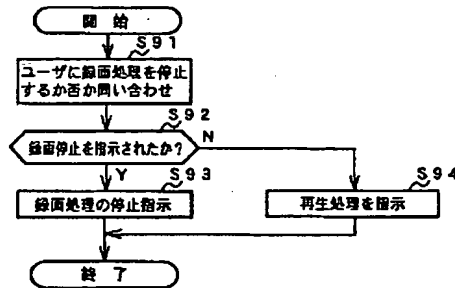 開 始
S91
ユーザに録画処理を停止
するか否か問い合わせ
S92
録画停止を指示されたか?
N
Y
S93
録画処理の停止指示
S94
再生処理を指示
終 了